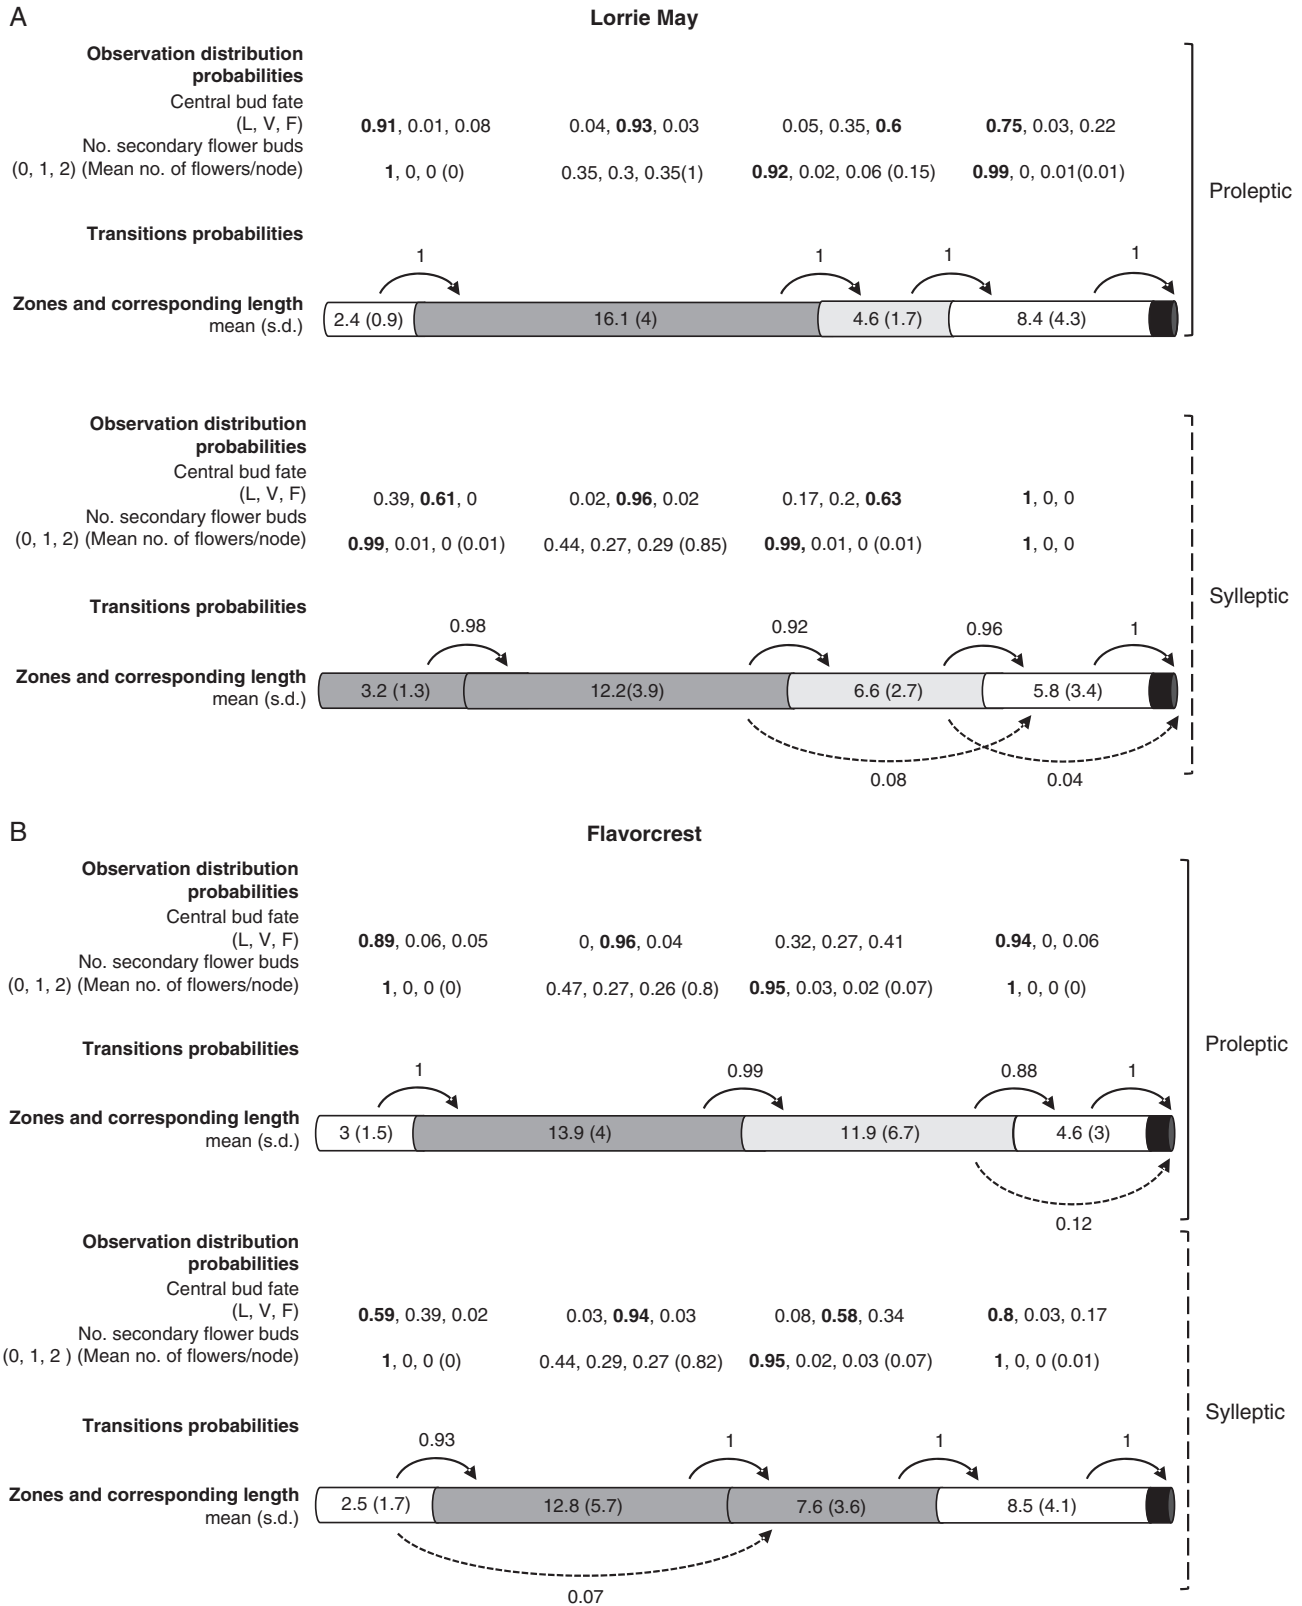 A
Lorrie May
Observation distribution
probabilities
Central bud fate
(L, V, F)
0.91, 0.01, 0.08
0.04, 0.93, 0.03
0.05, 0.35, 0.6
0.75, 0.03, 0.22
No. secondary flower buds
(0, 1, 2) (Mean no. of flowers/node)
1, 0, 0 (0)
0.35, 0.3, 0.35(1)
0.92, 0.02, 0.06 (0.15)
0.99, 0, 0.01(0.01)
Proleptic
Transitions probabilities
1
1
1
1
Zones and corresponding length
mean (s.d.)
2.4 (0.9)
16.1 (4)
4.6 (1.7)
8.4 (4.3)
Observation distribution
probabilities
Central bud fate
(L, V, F)
0.39, 0.61, 0
0.02, 0.96, 0.02
0.17, 0.2, 0.63
1, 0, 0
No. secondary flower buds
(0, 1, 2) (Mean no. of flowers/node)
0.99, 0.01, 0 (0.01)
0.44, 0.27, 0.29 (0.85)
0.99, 0.01, 0 (0.01)
1, 0, 0
Sylleptic
Transitions probabilities
0.98
0.92
0.96
1
Zones and corresponding length
mean (s.d.)
3.2 (1.3)
12.2(3.9)
6.6 (2.7)
5.8 (3.4)
0.08
0.04
B
Flavorcrest
Observation distribution
probabilities
Central bud fate
(L, V, F)
0.89, 0.06, 0.05
0, 0.96, 0.04
0.32, 0.27, 0.41
0.94, 0, 0.06
No. secondary flower buds
(0, 1, 2) (Mean no. of flowers/node)
1, 0, 0 (0)
0.47, 0.27, 0.26 (0.8)
0.95, 0.03, 0.02 (0.07)
1, 0, 0 (0)
Proleptic
Transitions probabilities
1
0.99
0.88
1
Zones and corresponding length
mean (s.d.)
3 (1.5)
13.9 (4)
11.9 (6.7)
4.6 (3)
0.12
Observation distribution
probabilities
Central bud fate
(L, V, F)
0.59, 0.39, 0.02
0.03, 0.94, 0.03
0.08, 0.58, 0.34
0.8, 0.03, 0.17
No. secondary flower buds
(0, 1, 2 ) (Mean no. of flowers/node)
1, 0, 0 (0)
0.44, 0.29, 0.27 (0.82)
0.95, 0.02, 0.03 (0.07)
1, 0, 0 (0.01)
Sylleptic
Transitions probabilities
0.93
1
1
1
Zones and corresponding length
mean (s.d.)
2.5 (1.7)
12.8 (5.7)
7.6 (3.6)
8.5 (4.1)
0.07